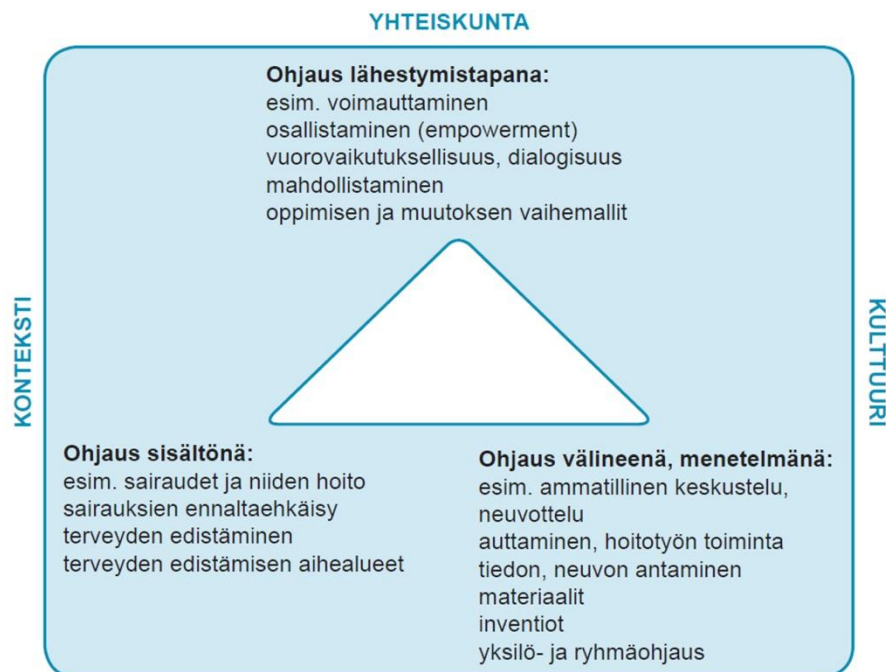 YHTEISKUNTA
Ohjaus lähestymistapana:
esim. voimauttaminen
osallistaminen (empowerment)
vuorovaikutuksellisuus, dialogisuus
mahdollistaminen
oppimisen ja muutoksen vaihemallit
KONTEKSTI
KULTTUURI
Ohjaus sisältönä:
esim. sairaudet ja niiden hoito
sairauksien ennaltaehkäisy
terveyden edistäminen
terveyden edistämisen aihealueet
Ohjaus välineenä, menetelmänä:
esim. ammatillinen keskustelu,
neuvottelu
auttaminen, hoitotyön toiminta
tiedon, neuvon antaminen
materiaalit
inventiot
yksilö- ja ryhmäohjaus